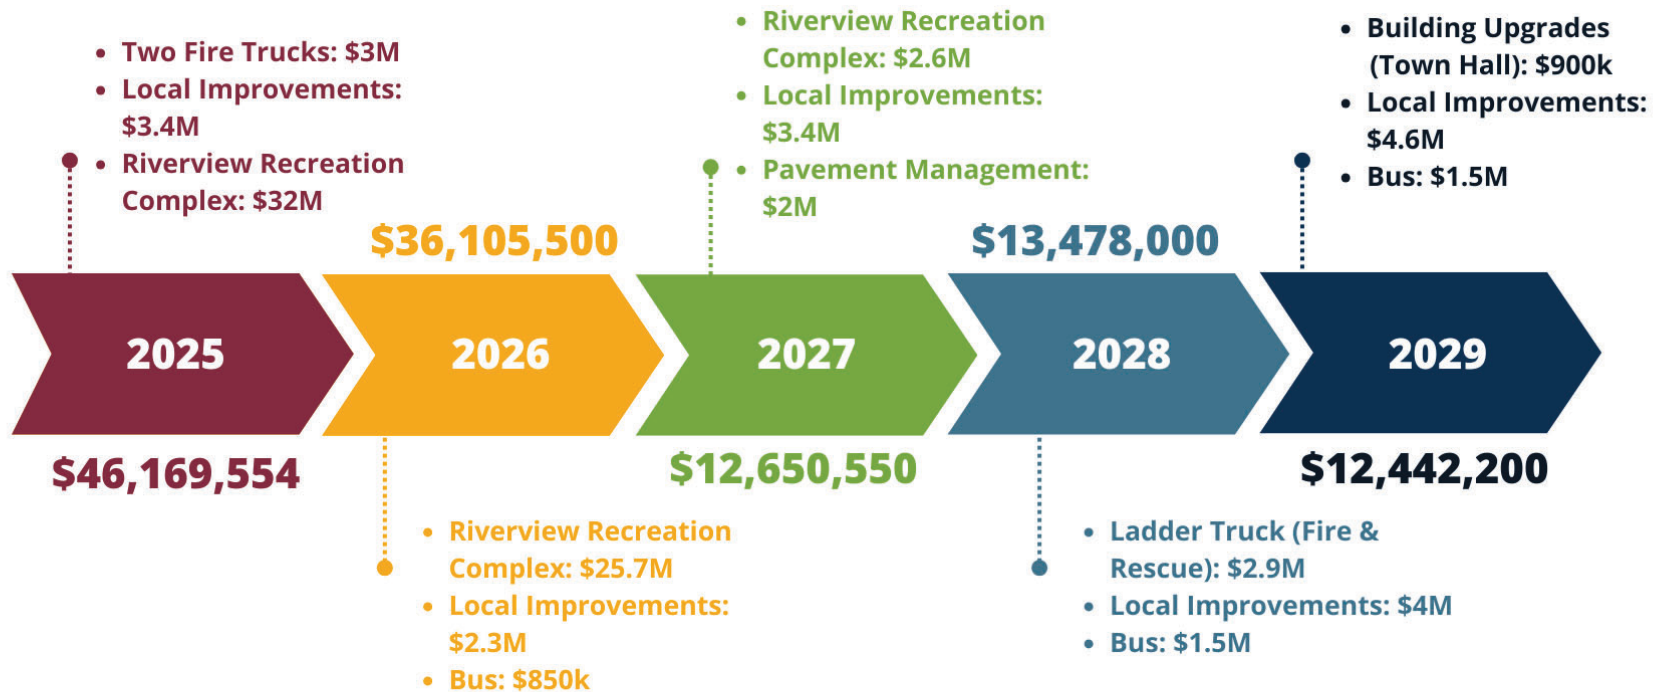 • Two Fire Trucks: $3M
• Local Improvements:
$3.4M
• Riverview Recreation
Complex: $32M
2025
$46,169,554
$36,105,500
2026
• Riverview Recreation
Complex: $25.7M
• Local Improvements:
$2.3M
• Bus: $850k
• Riverview Recreation
Complex: $2.6M
• Local Improvements:
$3.4M
• Pavement Management:
$2M
2027
$12,650,550
$13,478,000
2028
• Ladder Truck (Fire &
Rescue): $2.9M
• Local Improvements: $4M
• Bus: $1.5M
• Building Upgrades
(Town Hall): $900k
• Local Improvements:
$4.6M
• Bus: $1.5M
2029
$12,442,200